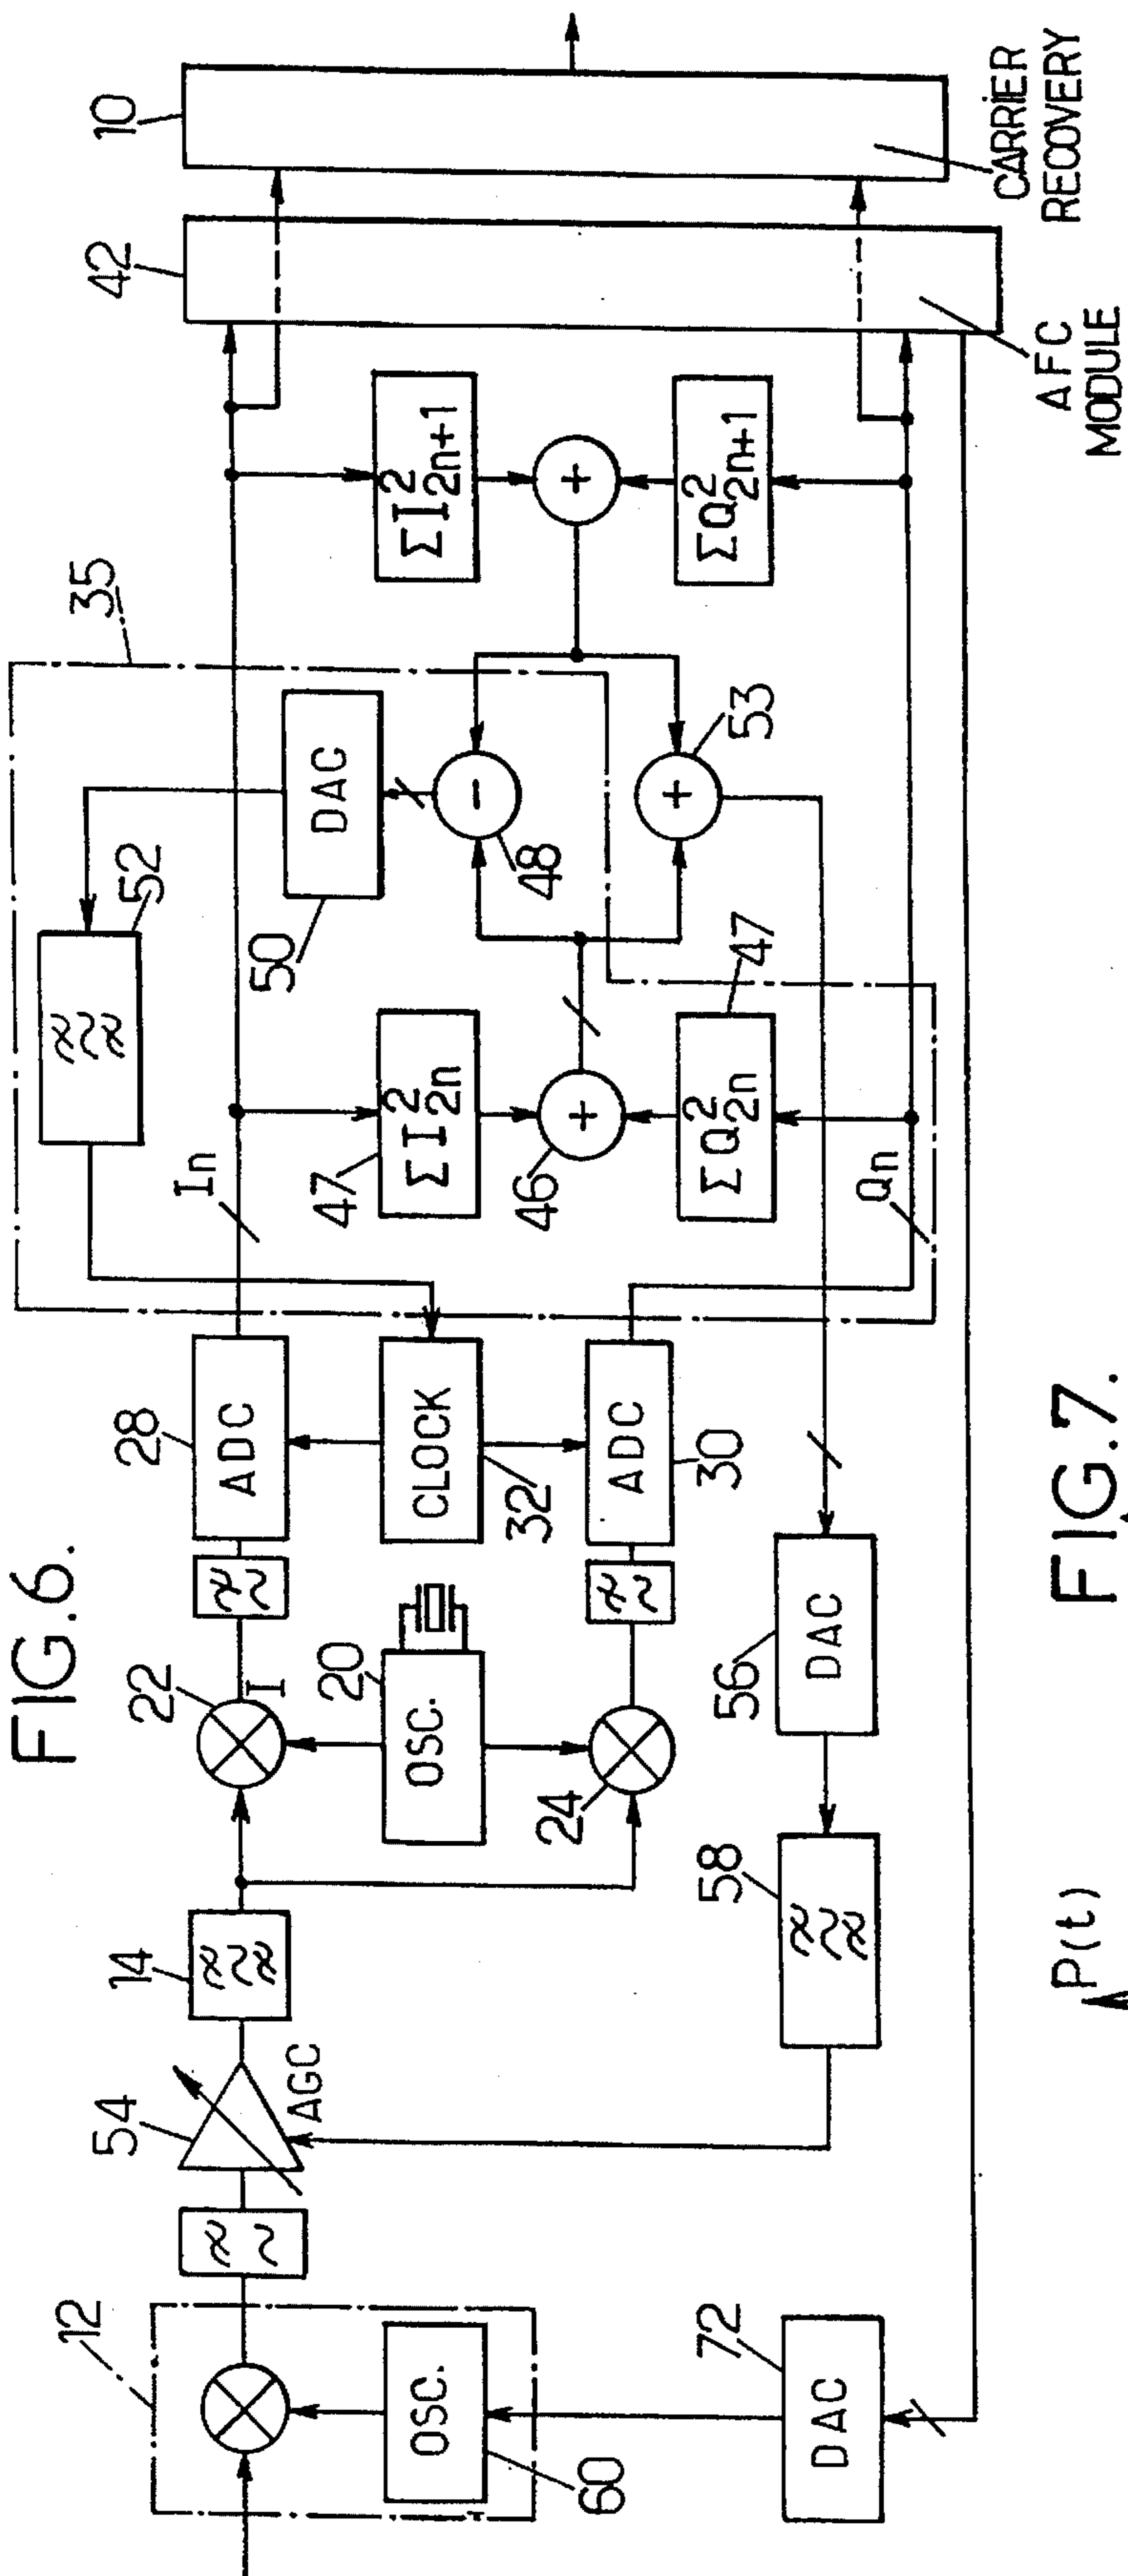 FIG.6.
12
54
14
22
28
52
35
42
10
AGC
I
In
ADC
DAC
50
OSC.
60
OSC.
20
CLOCK
32
47
ΣI²2n
ΣI²2n+1
46
+
-
48
+
24
ADC
30
ΣQ²2n
47
+
53
ΣQ²2n+1
Qn
DAC
72
58
DAC
56
AFC
MODULE
CARRIER
RECOVERY
P(t)
FIG.7.